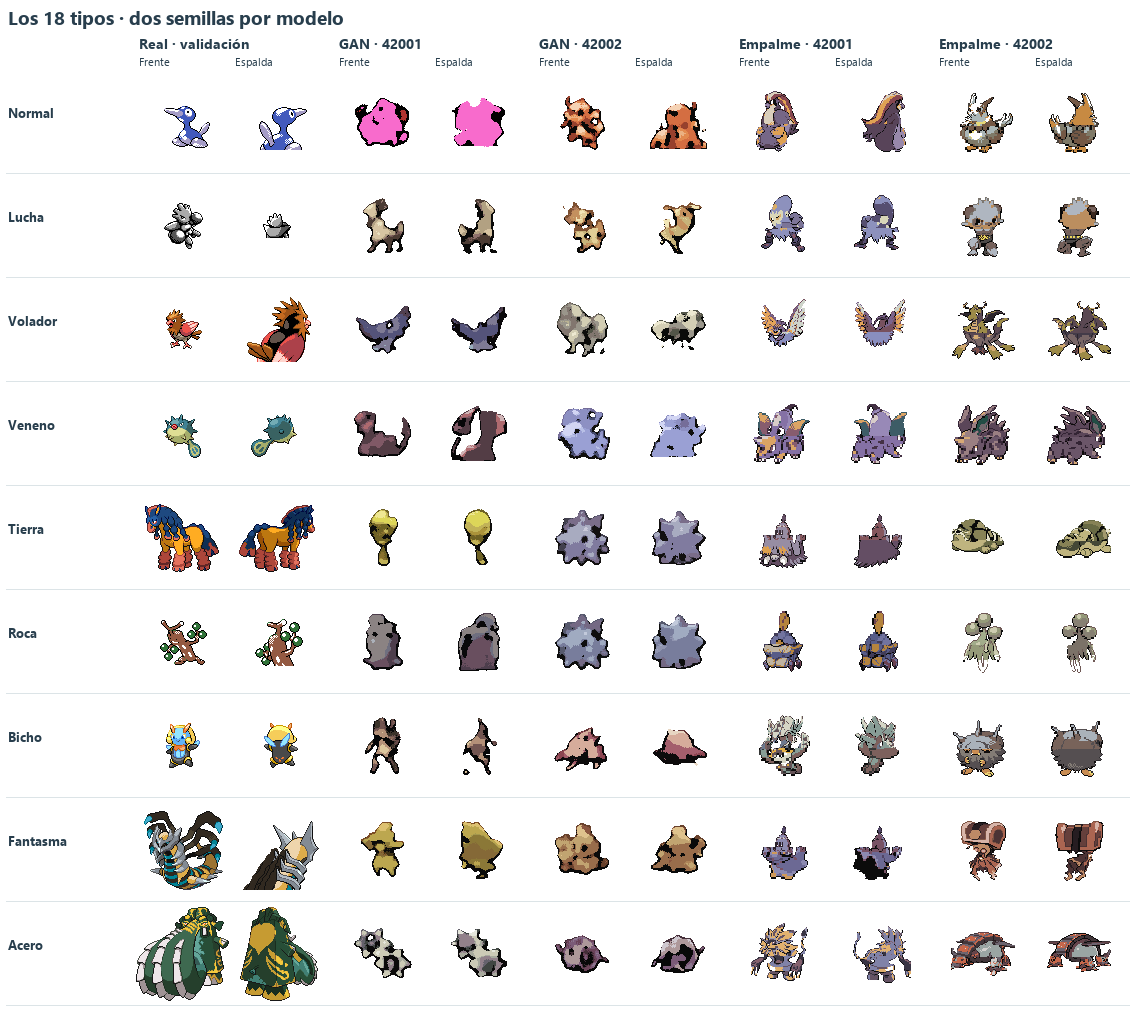 Los 18 tipos · dos semillas por modelo
Real · validación GAN · 42001 GAN · 42002 Empalme · 42001 Empalme · 42002
Frente Espalda Frente Espalda Frente Espalda Frente Espalda Frente Espalda
Normal
Lucha
Volador
Veneno
Tierra
Roca
Bicho
Fantasma
Acero